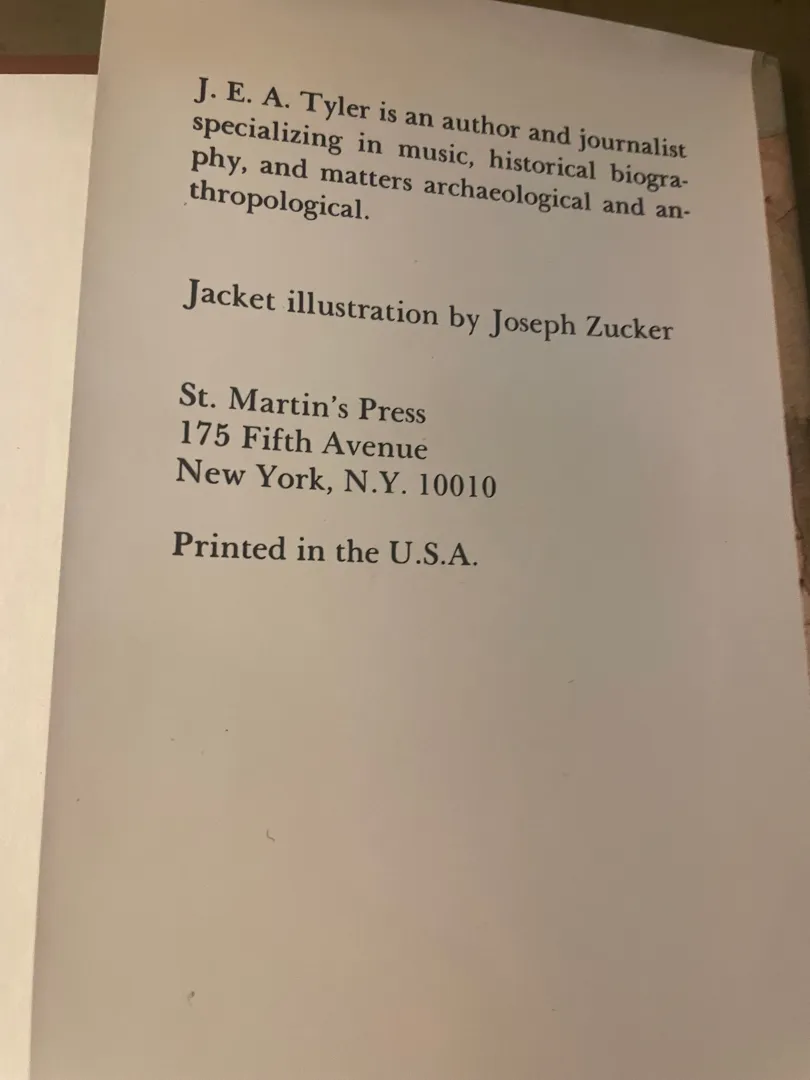 J. E. A. Tyler is an author and journalist
specializing in music, historical biogra-
phy, and matters archaeological and an-
thropological.
Jacket illustration by Joseph Zucker
St. Martin's Press
175 Fifth Avenue
New York, N.Y. 10010
Printed in the U.S.A.